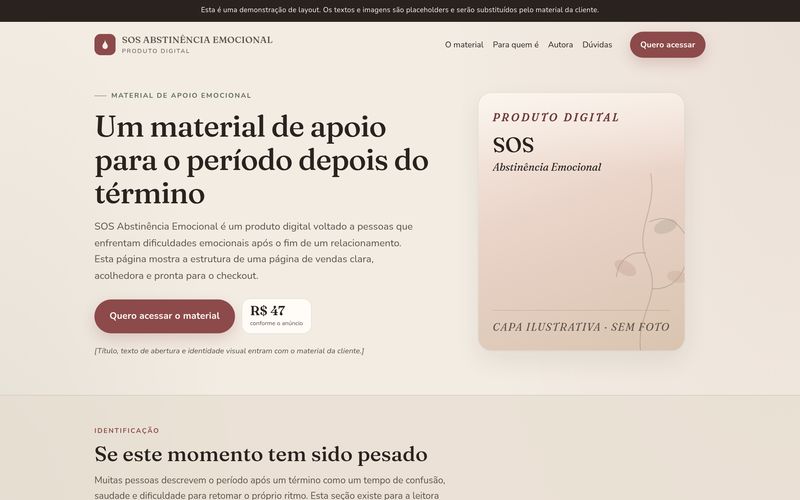 Esta é uma demonstração de layout. Os textos e imagens são placeholders e serão substituídos pelo material da cliente.
SOS ABSTINÊNCIA EMOCIONAL
PRODUTO DIGITAL
O material
Para quem é
Autora
Dúvidas
Quero acessar
MATERIAL DE APOIO EMOCIONAL
Um material de apoio
para o período depois do
término
SOS Abstinência Emocional é um produto digital voltado a pessoas que
enfrentam dificuldades emocionais após o fim de um relacionamento.
Esta página mostra a estrutura de uma página de vendas clara,
acolhedora e pronta para o checkout.
Quero acessar o material
R$ 47
conforme o anúncio
[Título, texto de abertura e identidade visual entram com o material da cliente.]
PRODUTO DIGITAL
SOS
Abstinência Emocional
CAPA ILUSTRATIVA · SEM FOTO
IDENTIFICAÇÃO
Se este momento tem sido pesado
Muitas pessoas descrevem o período após um término como um tempo de confusão,
saudade e dificuldade para retomar o próprio ritmo. Esta seção existe para a leitora